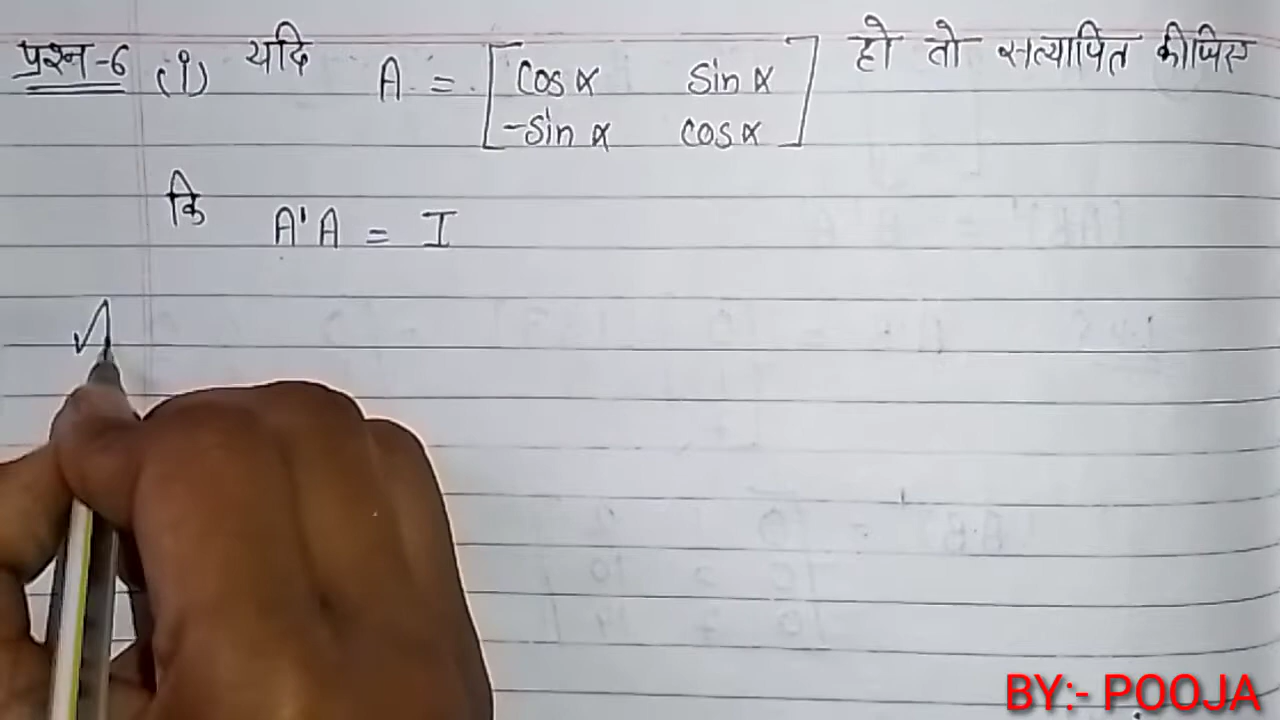 प्रश्न-6 (i) यदि A = [cos α sin α हो तो सत्यापित कीजिए
-sin α cos α]
कि A'A = I
BY:- POOJA